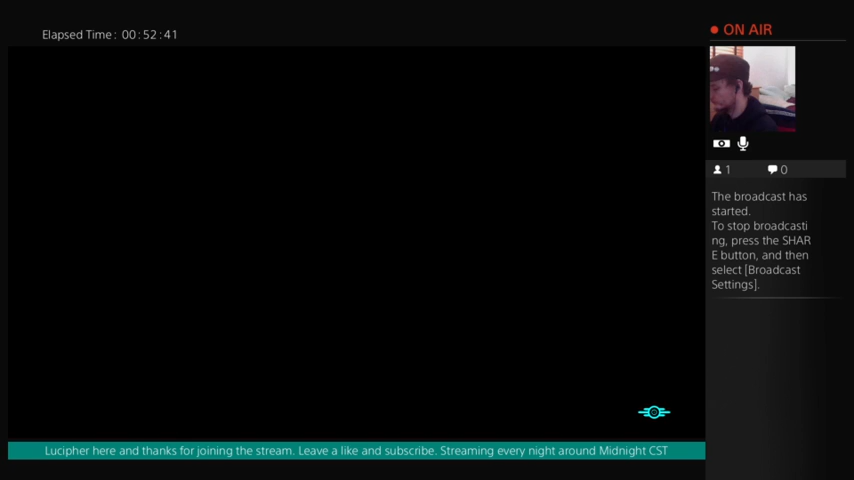 Elapsed Time: 00:52:41
ON AIR
1 0
The broadcast has
started.
To stop broadcasti
ng, press the SHAR
E button, and then
select [Broadcast
Settings].
Lucipher here and thanks for joining the stream. Leave a like and subscribe. Streaming every night around Midnight CST